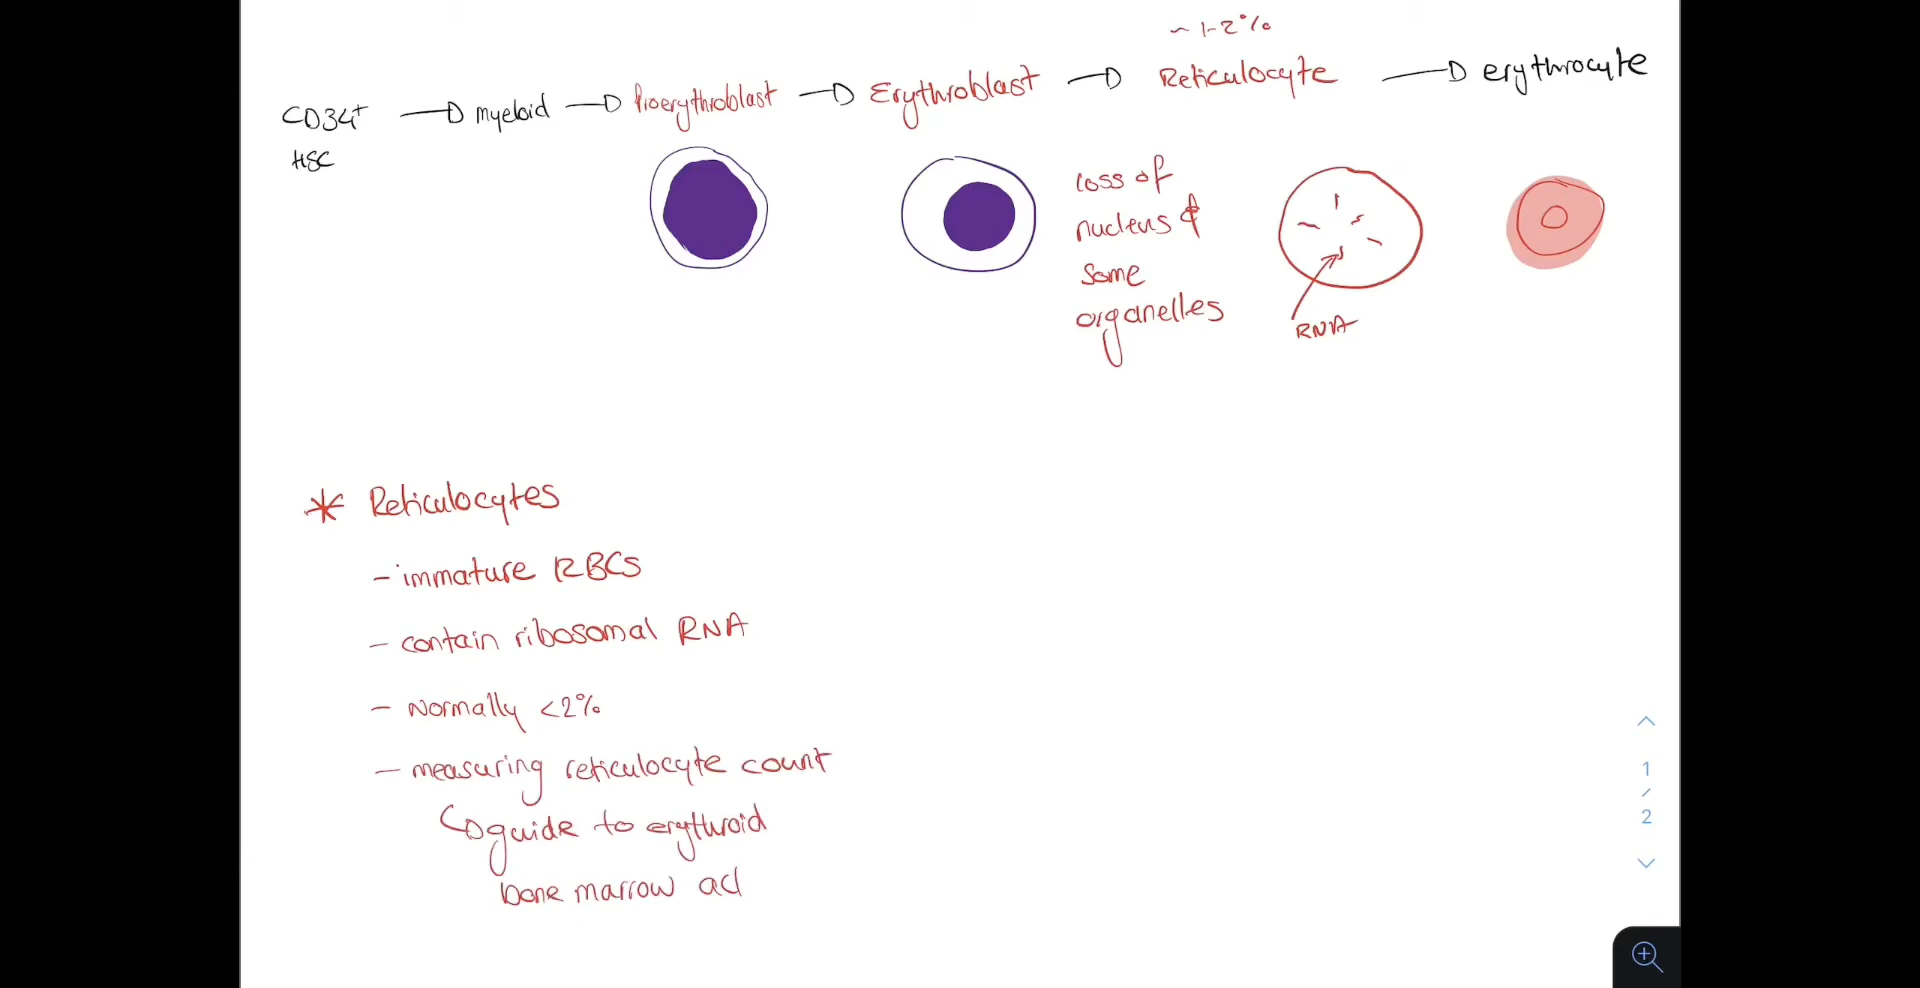 ~ 1-2%
CD34+ → myeloid → Proerythroblast → Erythroblast → Reticulocyte → erythrocyte
HSC
loss of
nucleus &
some
organelles
RNA
* Reticulocytes
- immature RBCs
- contain ribosomal RNA
- Normally <2%
- measuring reticulocyte count
→ guide to erythroid
bone marrow act
1
/
2